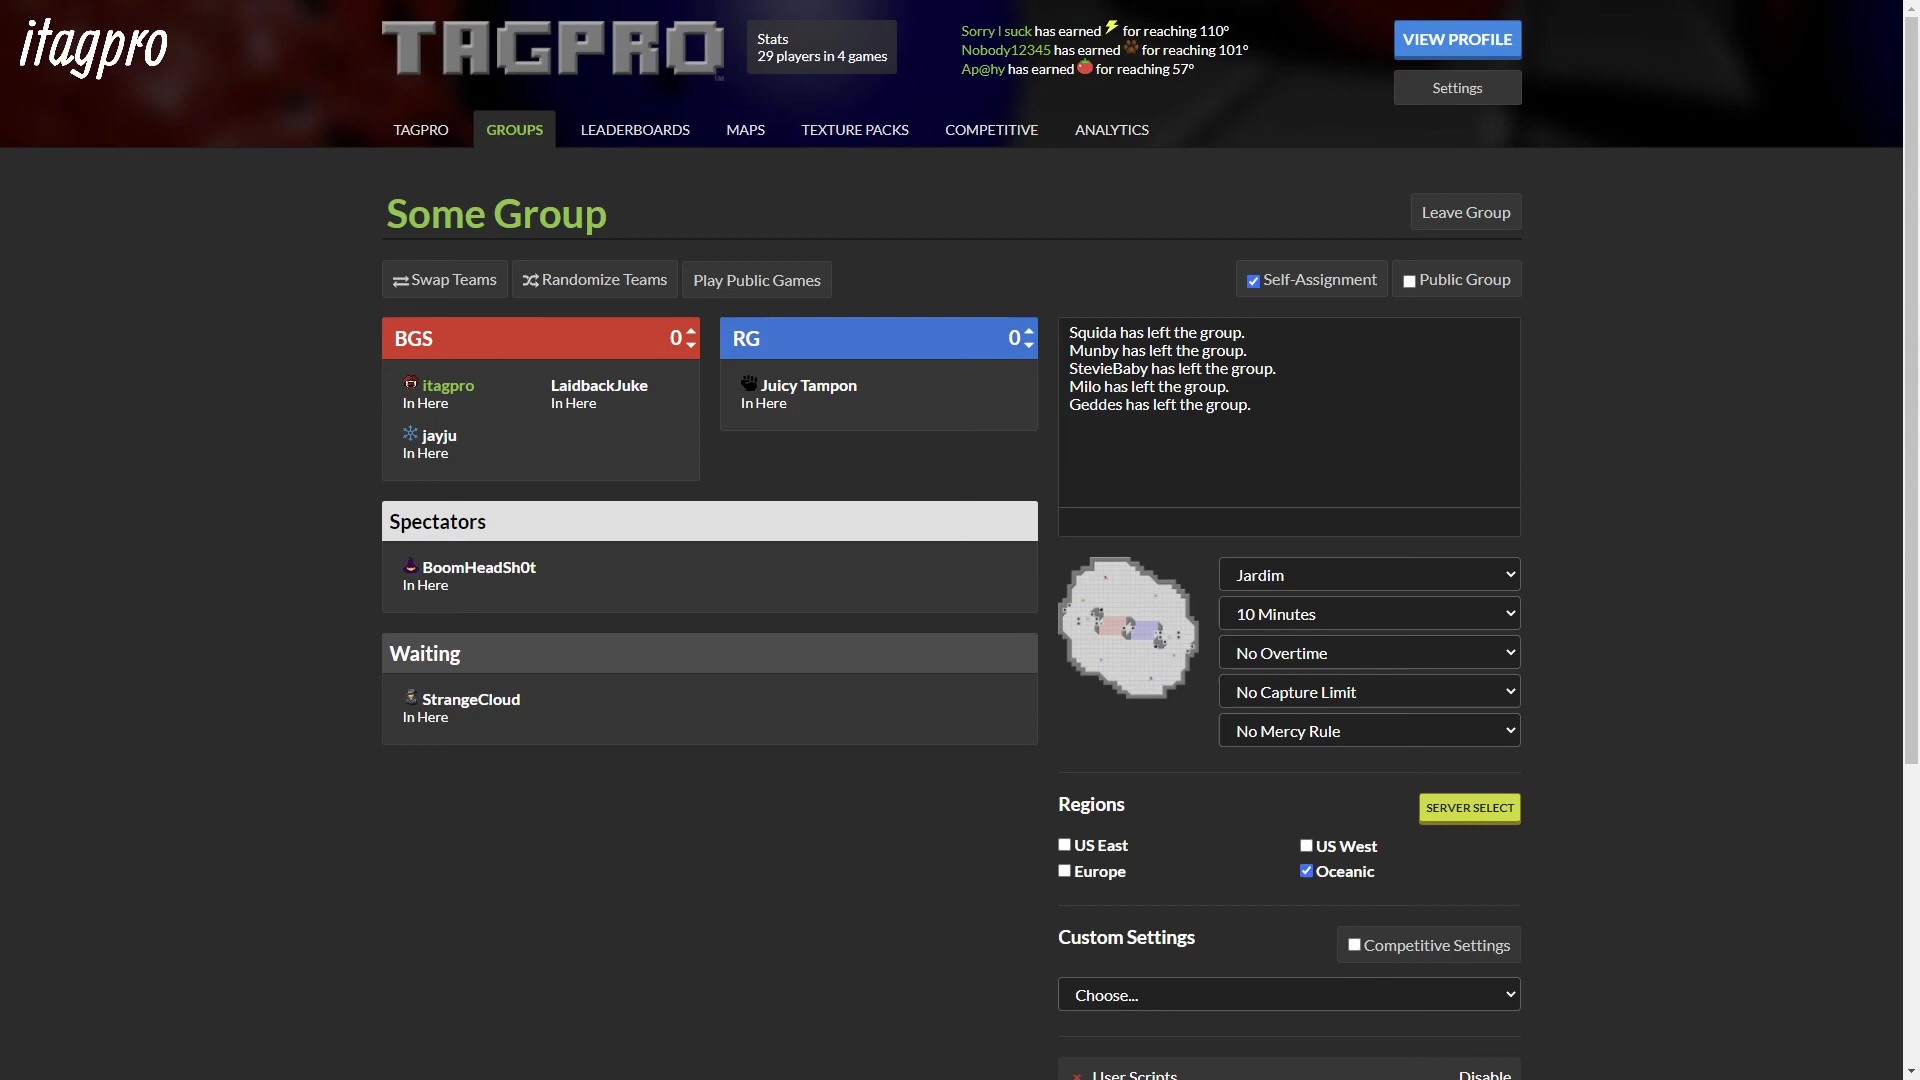 itagpro
TAGPRO
Stats
29 players in 4 games
Sorry I suck has earned for reaching 110°
Nobody12345 has earned for reaching 101°
Ap@hy has earned for reaching 57°
VIEW PROFILE
Settings
TAGPRO GROUPS LEADERBOARDS MAPS TEXTURE PACKS COMPETITIVE ANALYTICS
Some Group
Leave Group
Swap Teams Randomize Teams Play Public Games
Self-Assignment Public Group
BGS 0
itagpro
In Here
LaidbackJuke
In Here
jayju
In Here
RG 0
Juicy Tampon
In Here
Spectators
BoomHeadSh0t
In Here
Waiting
StrangeCloud
In Here
Squida has left the group.
Munby has left the group.
StevieBaby has left the group.
Milo has left the group.
Geddes has left the group.
Jardim
10 Minutes
No Overtime
No Capture Limit
No Mercy Rule
Regions
SERVER SELECT
US East US West
Europe Oceanic
Custom Settings
Competitive Settings
Choose...
User Scripts Disable